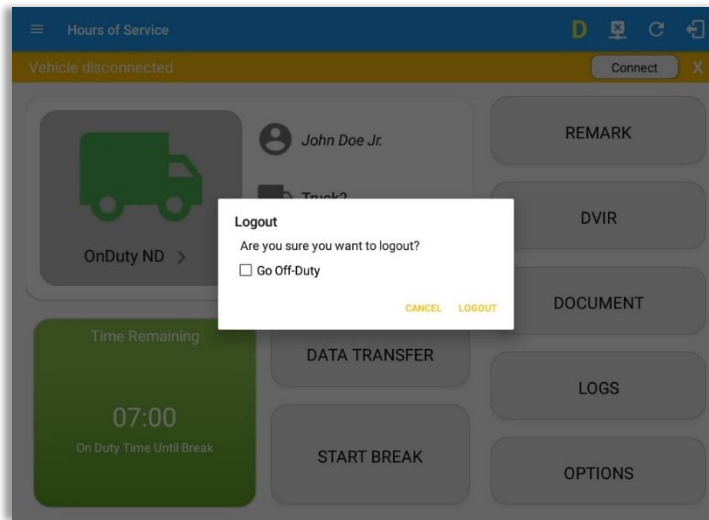 Hours of Service
D
Vehicle disconnected
Connect
X
OnDuty ND >
John Doe Jr.
Truck2
REMARK
DVIR
DOCUMENT
LOGS
OPTIONS
Logout
Are you sure you want to logout?
Go Off-Duty
CANCEL LOGOUT
Time Remaining
07:00
On Duty Time Until Break
DATA TRANSFER
START BREAK